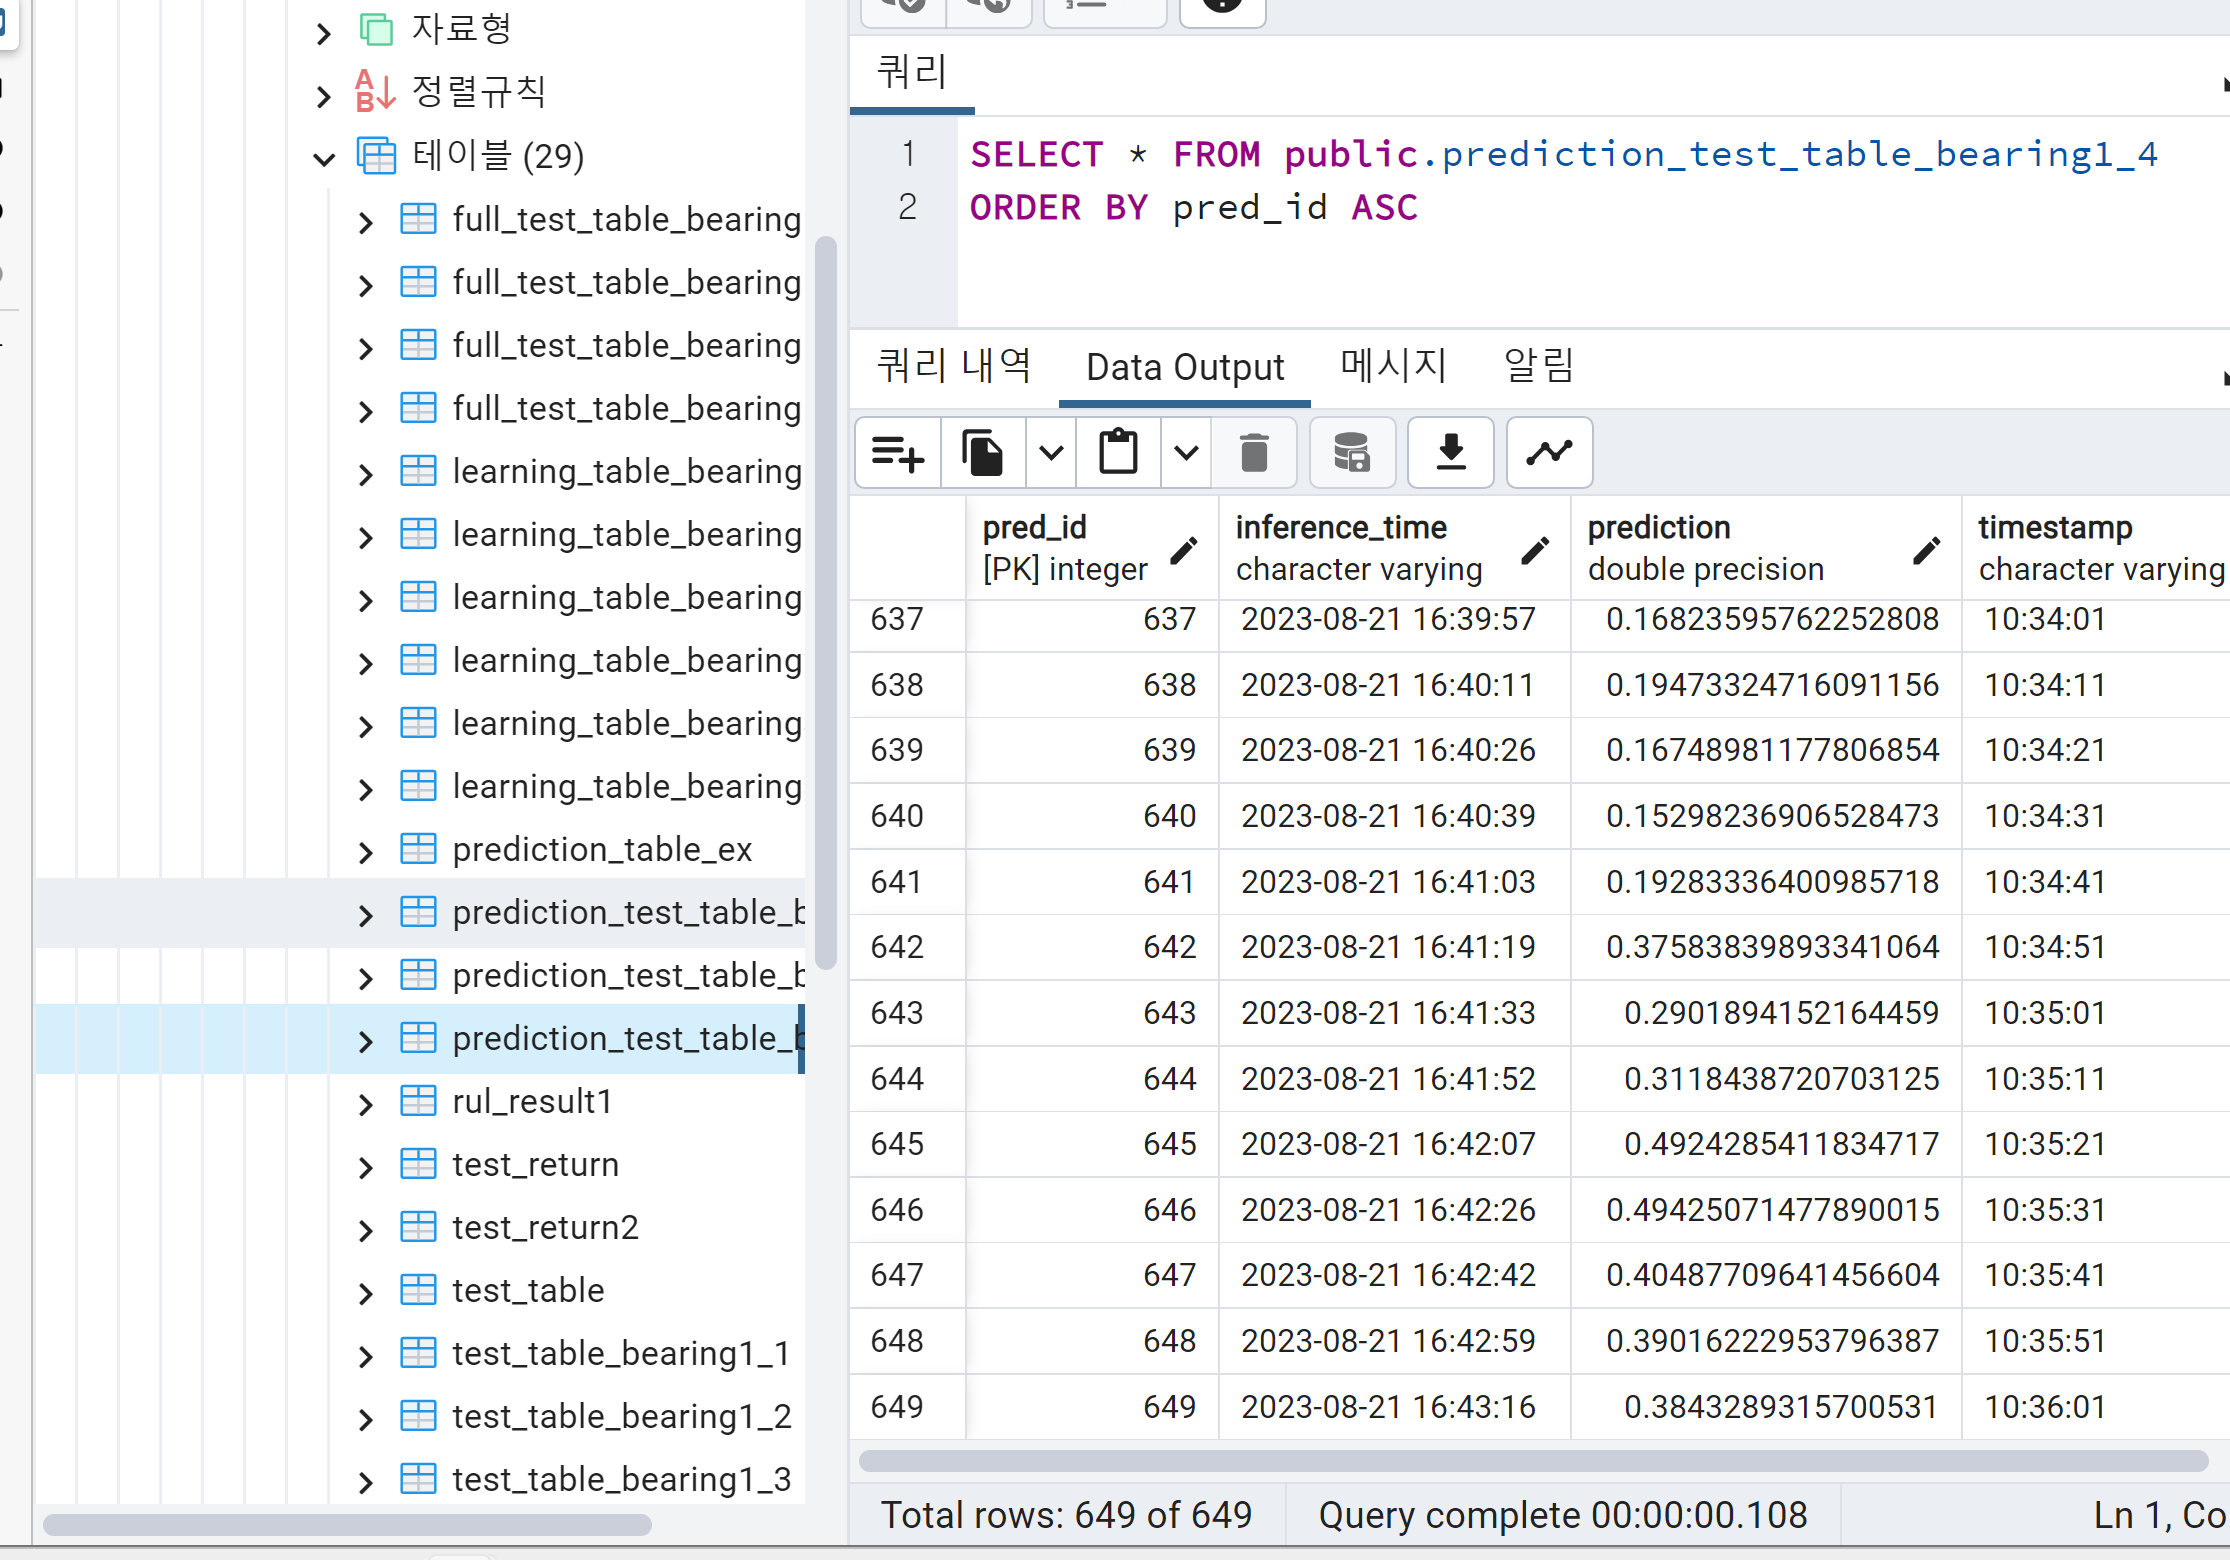 자료형
정렬규칙
테이블 (29)
full_test_table_bearing
full_test_table_bearing
full_test_table_bearing
full_test_table_bearing
learning_table_bearing
learning_table_bearing
learning_table_bearing
learning_table_bearing
learning_table_bearing
learning_table_bearing
prediction_table_ex
prediction_test_table_b
prediction_test_table_b
prediction_test_table_b
rul_result1
test_return
test_return2
test_table
test_table_bearing1_1
test_table_bearing1_2
test_table_bearing1_3
쿼리
1 SELECT * FROM public.prediction_test_table_bearing1_4
2 ORDER BY pred_id ASC
쿼리 내역 Data Output 메시지 알림
pred_id inference_time prediction timestamp
[PK] integer character varying double precision character varying
637 637 2023-08-21 16:39:57 0.16823595762252808 10:34:01
638 638 2023-08-21 16:40:11 0.19473324716091156 10:34:11
639 639 2023-08-21 16:40:26 0.16748981177806854 10:34:21
640 640 2023-08-21 16:40:39 0.15298236906528473 10:34:31
641 641 2023-08-21 16:41:03 0.19283336400985718 10:34:41
642 642 2023-08-21 16:41:19 0.37583839893341064 10:34:51
643 643 2023-08-21 16:41:33 0.2901894152164459 10:35:01
644 644 2023-08-21 16:41:52 0.3118438720703125 10:35:11
645 645 2023-08-21 16:42:07 0.4924285411834717 10:35:21
646 646 2023-08-21 16:42:26 0.49425071477890015 10:35:31
647 647 2023-08-21 16:42:42 0.40487709641456604 10:35:41
648 648 2023-08-21 16:42:59 0.39016222953796387 10:35:51
649 649 2023-08-21 16:43:16 0.3843289315700531 10:36:01
Total rows: 649 of 649 Query complete 00:00:00.108 Ln 1, Co